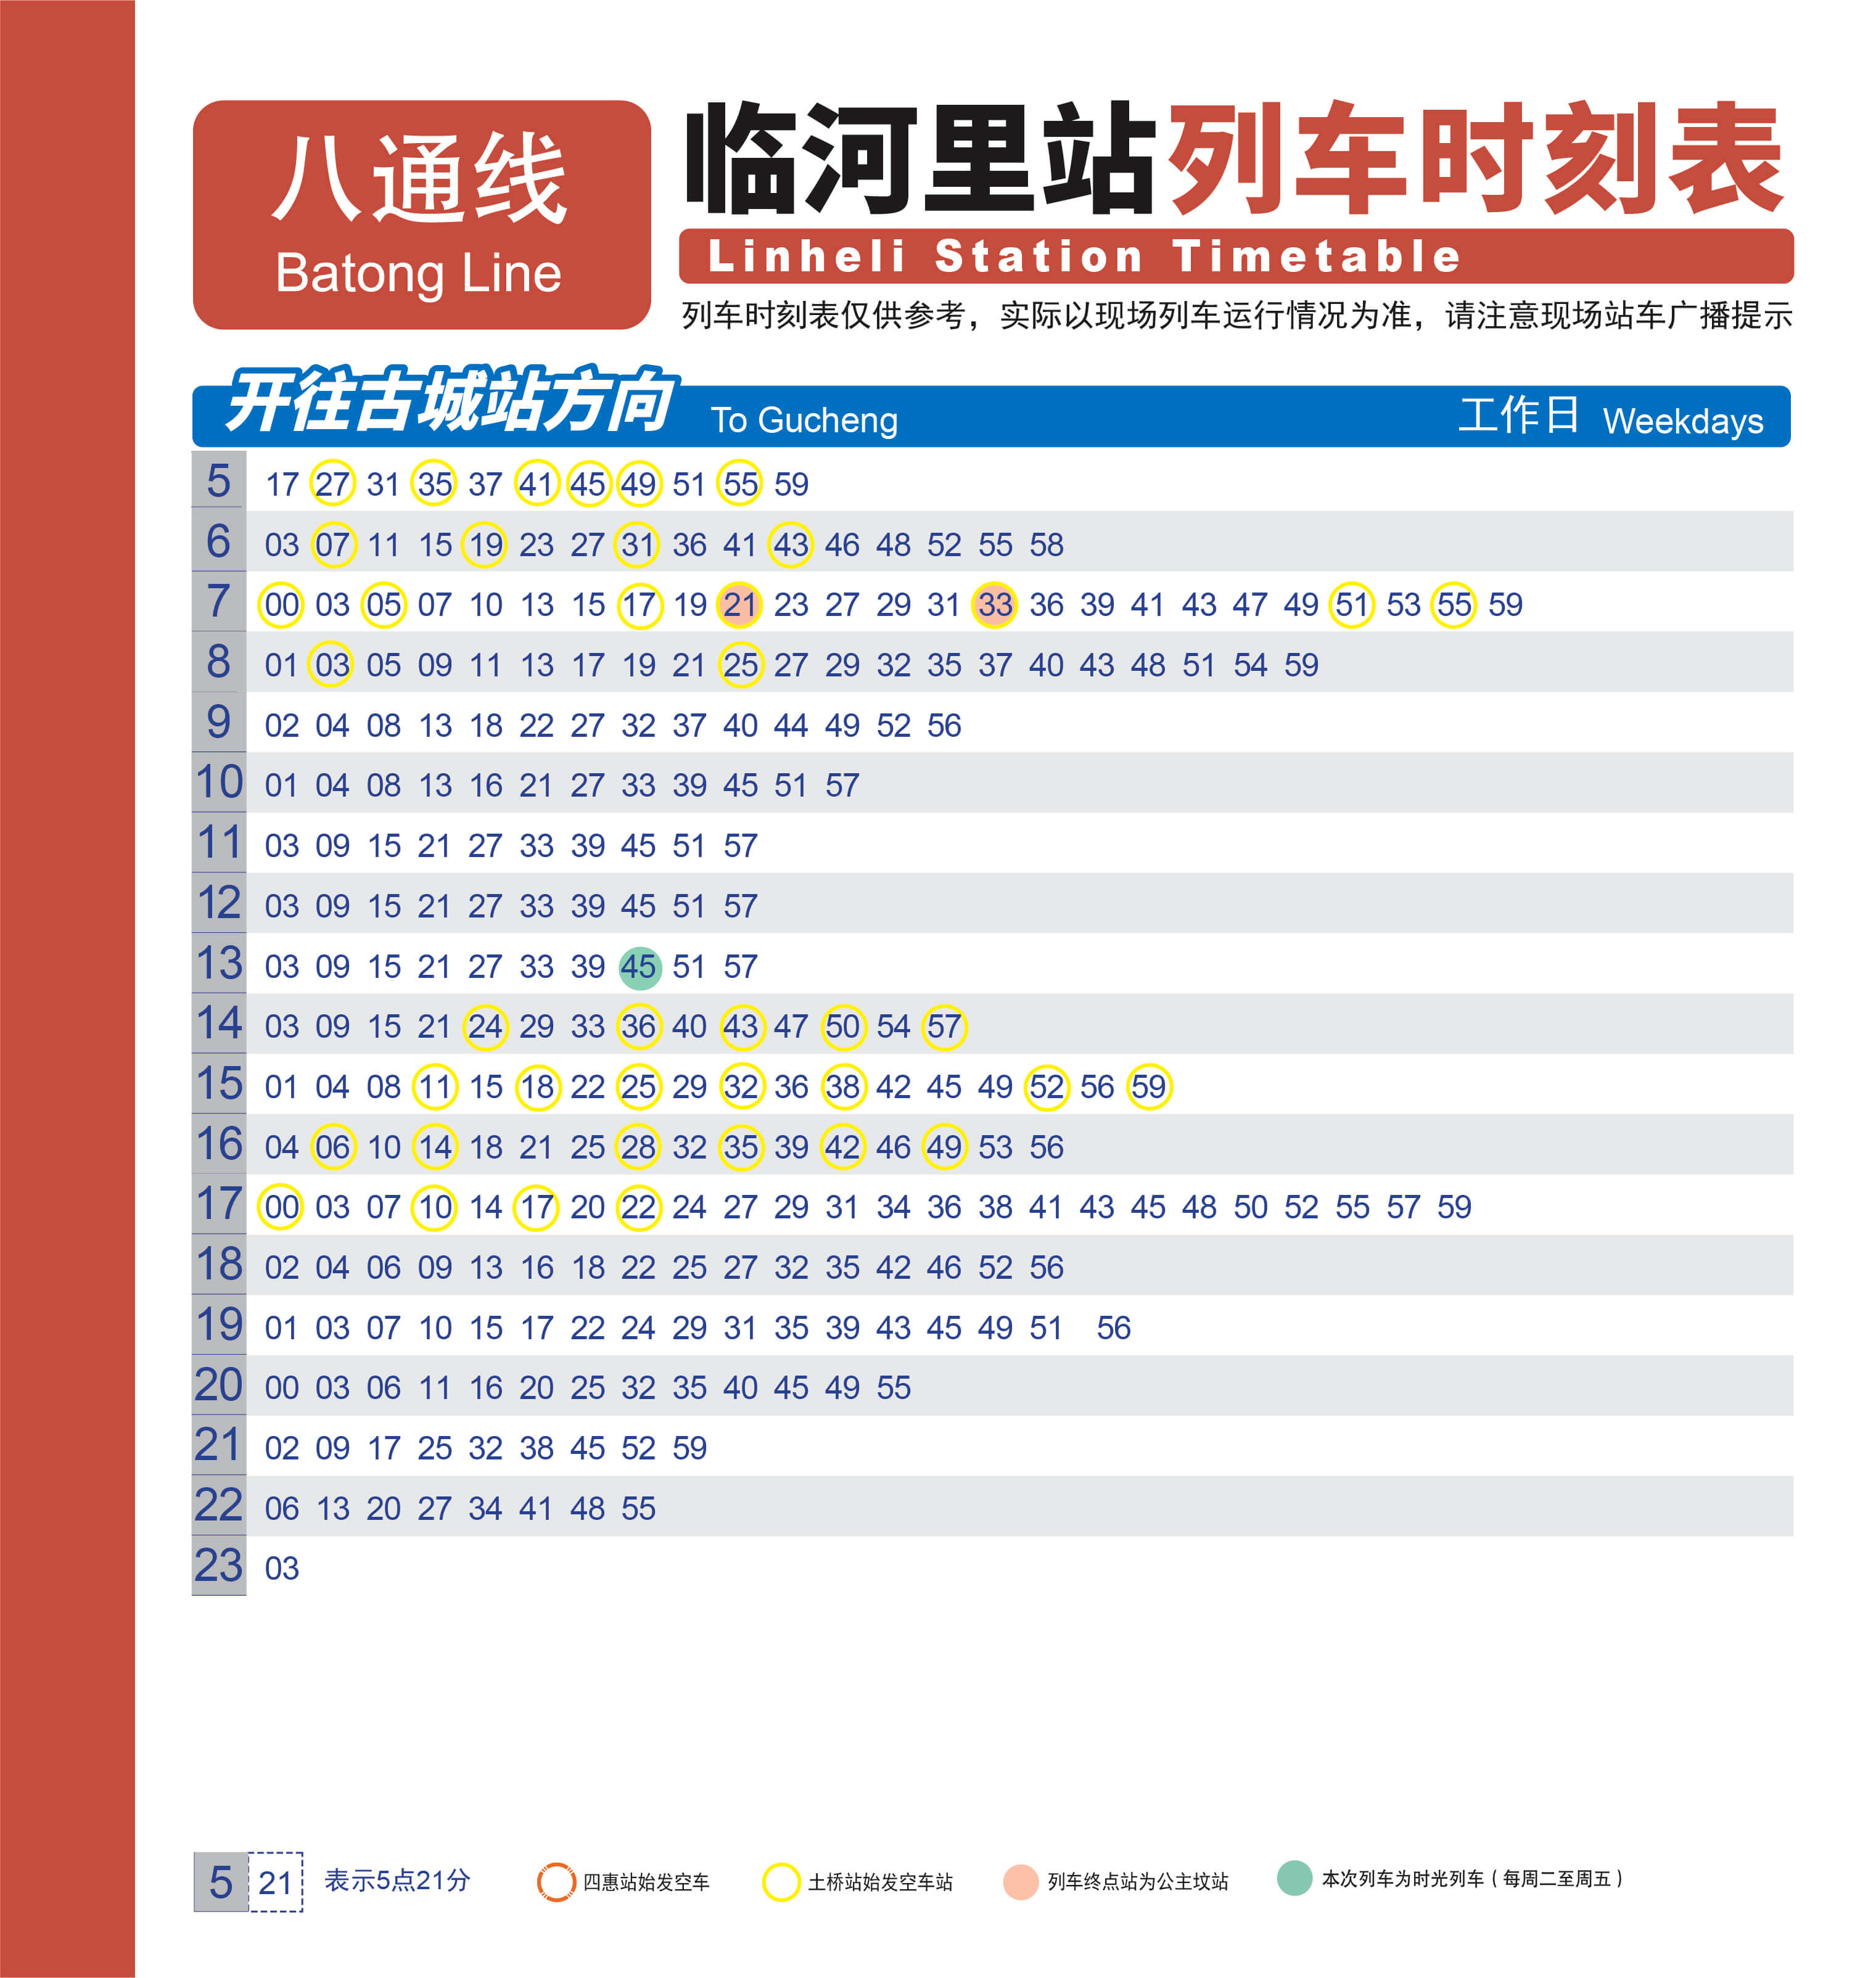 八通线
Batong Line
临河里站列车时刻表
Linheli Station Timetable
列车时刻表仅供参考，实际以现场列车运行情况为准，请注意现场站车广播提示
开往古城站方向 To Gucheng 工作日 Weekdays
5 17 27 31 35 37 41 45 49 51 55 59
6 03 07 11 15 19 23 27 31 36 41 43 46 48 52 55 58
7 00 03 05 07 10 13 15 17 19 21 23 27 29 31 33 36 39 41 43 47 49 51 53 55 59
8 01 03 05 09 11 13 17 19 21 25 27 29 32 35 37 40 43 48 51 54 59
9 02 04 08 13 18 22 27 32 37 40 44 49 52 56
10 01 04 08 13 16 21 27 33 39 45 51 57
11 03 09 15 21 27 33 39 45 51 57
12 03 09 15 21 27 33 39 45 51 57
13 03 09 15 21 27 33 39 45 51 57
14 03 09 15 21 24 29 33 36 40 43 47 50 54 57
15 01 04 08 11 15 18 22 25 29 32 36 38 42 45 49 52 56 59
16 04 06 10 14 18 21 25 28 32 35 39 42 46 49 53 56
17 00 03 07 10 14 17 20 22 24 27 29 31 34 36 38 41 43 45 48 50 52 55 57 59
18 02 04 06 09 13 16 18 22 25 27 32 35 42 46 52 56
19 01 03 07 10 15 17 22 24 29 31 35 39 43 45 49 51 56
20 00 03 06 11 16 20 25 32 35 40 45 49 55
21 02 09 17 25 32 38 45 52 59
22 06 13 20 27 34 41 48 55
23 03
5 21 表示5点21分 四惠站始发空车 土桥站始发空车站 列车终点站为公主坟站 本次列车为时光列车（每周二至周五）